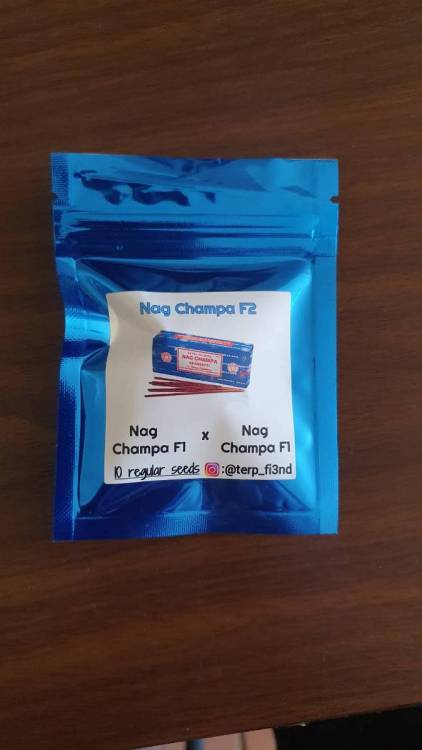 Nag Champa F2
NAG CHAMPA
Nag
Champa F1
x
Nag
Champa F1
10 regular seeds :@terp_fi3nd